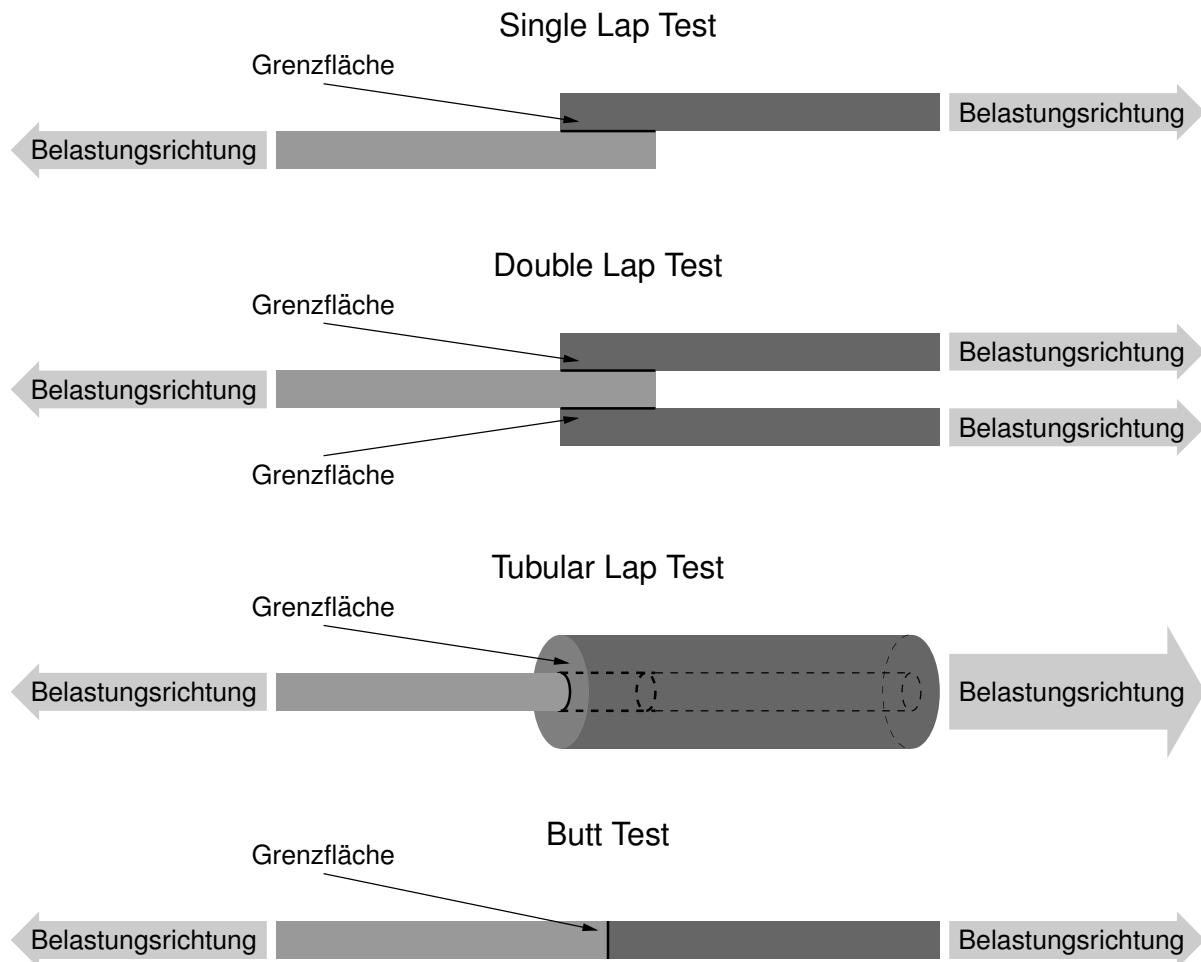 Single Lap Test
Grenzfläche
Belastungsrichtung
Belastungsrichtung
Double Lap Test
Grenzfläche
Belastungsrichtung
Belastungsrichtung
Belastungsrichtung
Grenzfläche
Tubular Lap Test
Grenzfläche
Belastungsrichtung
Belastungsrichtung
Butt Test
Grenzfläche
Belastungsrichtung
Belastungsrichtung